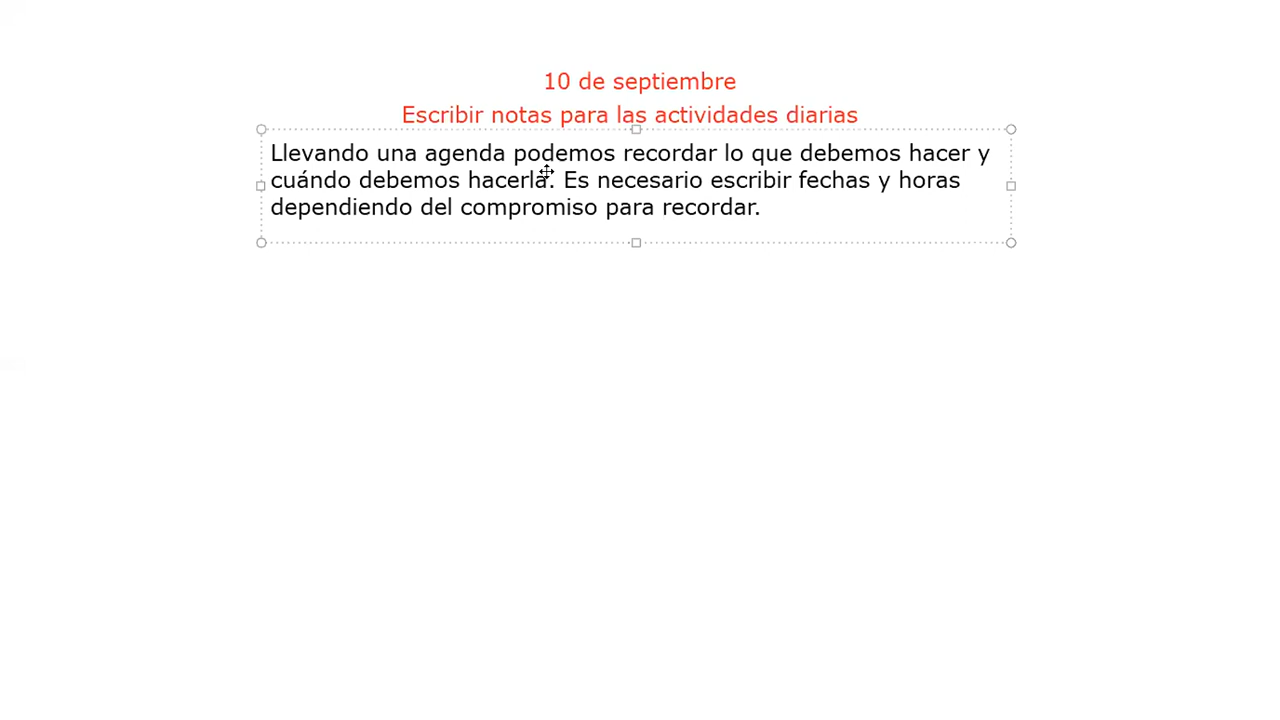 10 de septiembre
Escribir notas para las actividades diarias
Llevando una agenda podemos recordar lo que debemos hacer y
cuándo debemos hacerla. Es necesario escribir fechas y horas
dependiendo del compromiso para recordar.